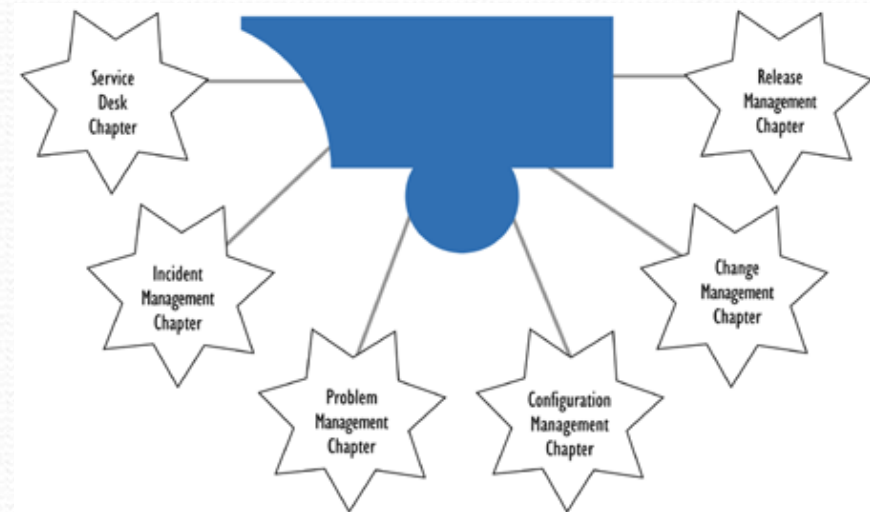 Service
Desk
Chapter
Release
Management
Chapter
Incident
Management
Chapter
Change
Management
Chapter
Problem
Management
Chapter
Configuration
Management
Chapter